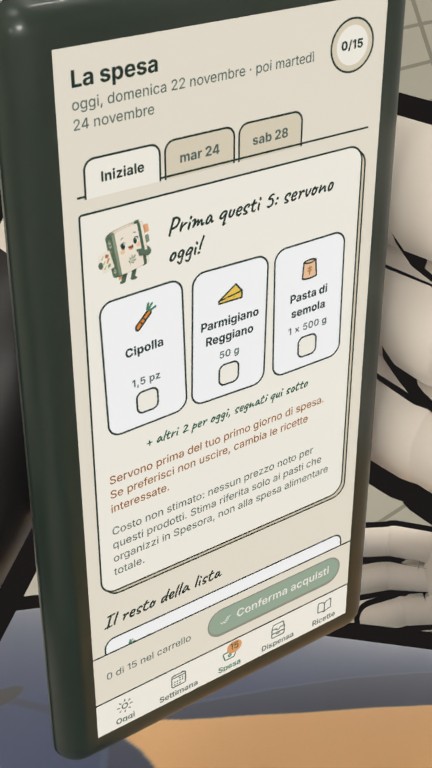 La spesa
oggi, domenica 22 novembre · poi martedì
24 novembre
0/15
Iniziale
mar 24
sab 28
Prima questi 5: servono
oggi!
Cipolla
1,5 pz
Parmigiano
Reggiano
50 g
Pasta di
semola
1 x 500 g
+ altri 2 per oggi, segnati qui sotto
Servono prima del tuo primo giorno di spesa.
Se preferisci non uscire, cambia le ricette
interessate.
Costo non stimato: nessun prezzo noto per
questi prodotti. Stima riferita solo ai pasti che
organizzi in Spesora, non alla spesa alimentare
totale.
Il resto della lista
0 di 15 nel carrello
Conferma acquisti
Oggi
Settimana
15
Spesa
Dispensa
Ricette